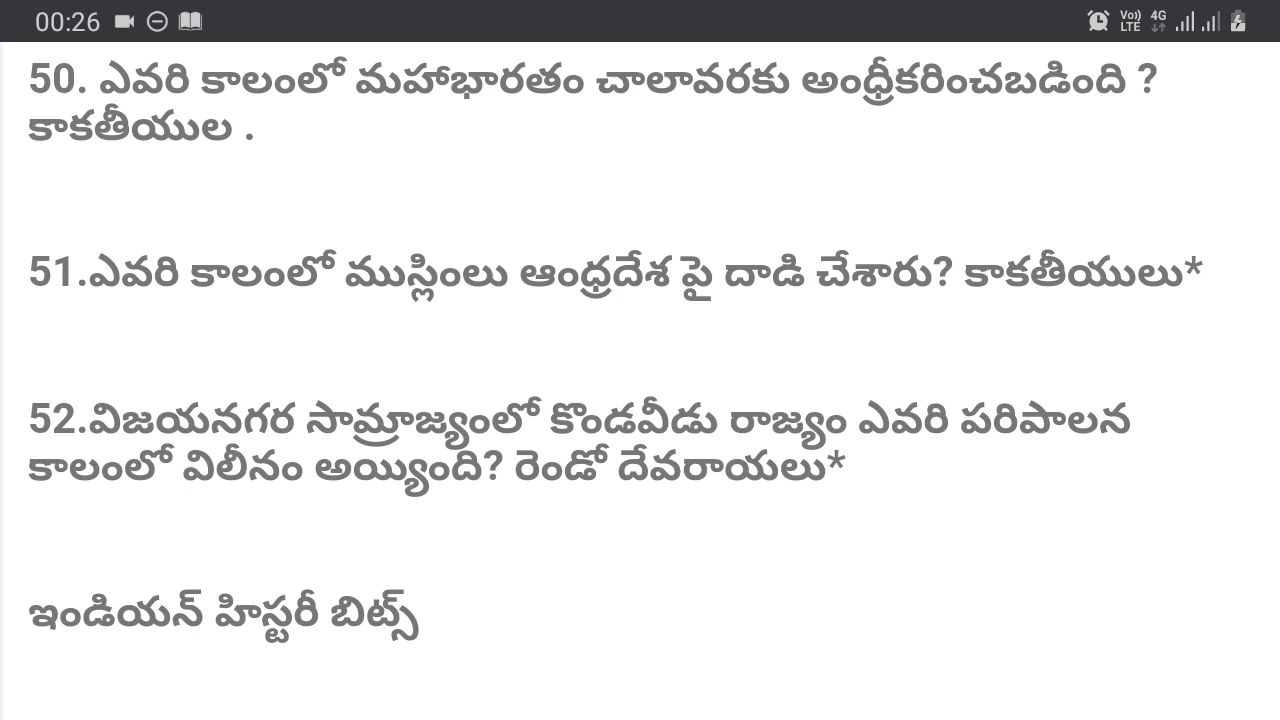 00:26
Vo)) 4G
LTE
50. ఎవరి కాలంలో మహాభారతం చాలావరకు అంధ్రీకరించబడింది ?
కాకతీయుల .
51.ఎవరి కాలంలో ముస్లింలు ఆంధ్రదేశ పై దాడి చేశారు? కాకతీయులు*
52.విజయనగర సామ్రాజ్యంలో కొండవీడు రాజ్యం ఎవరి పరిపాలన
కాలంలో విలీనం అయ్యింది? రెండో దేవరాయలు*
ఇండియన్ హిస్టరీ బిట్స్